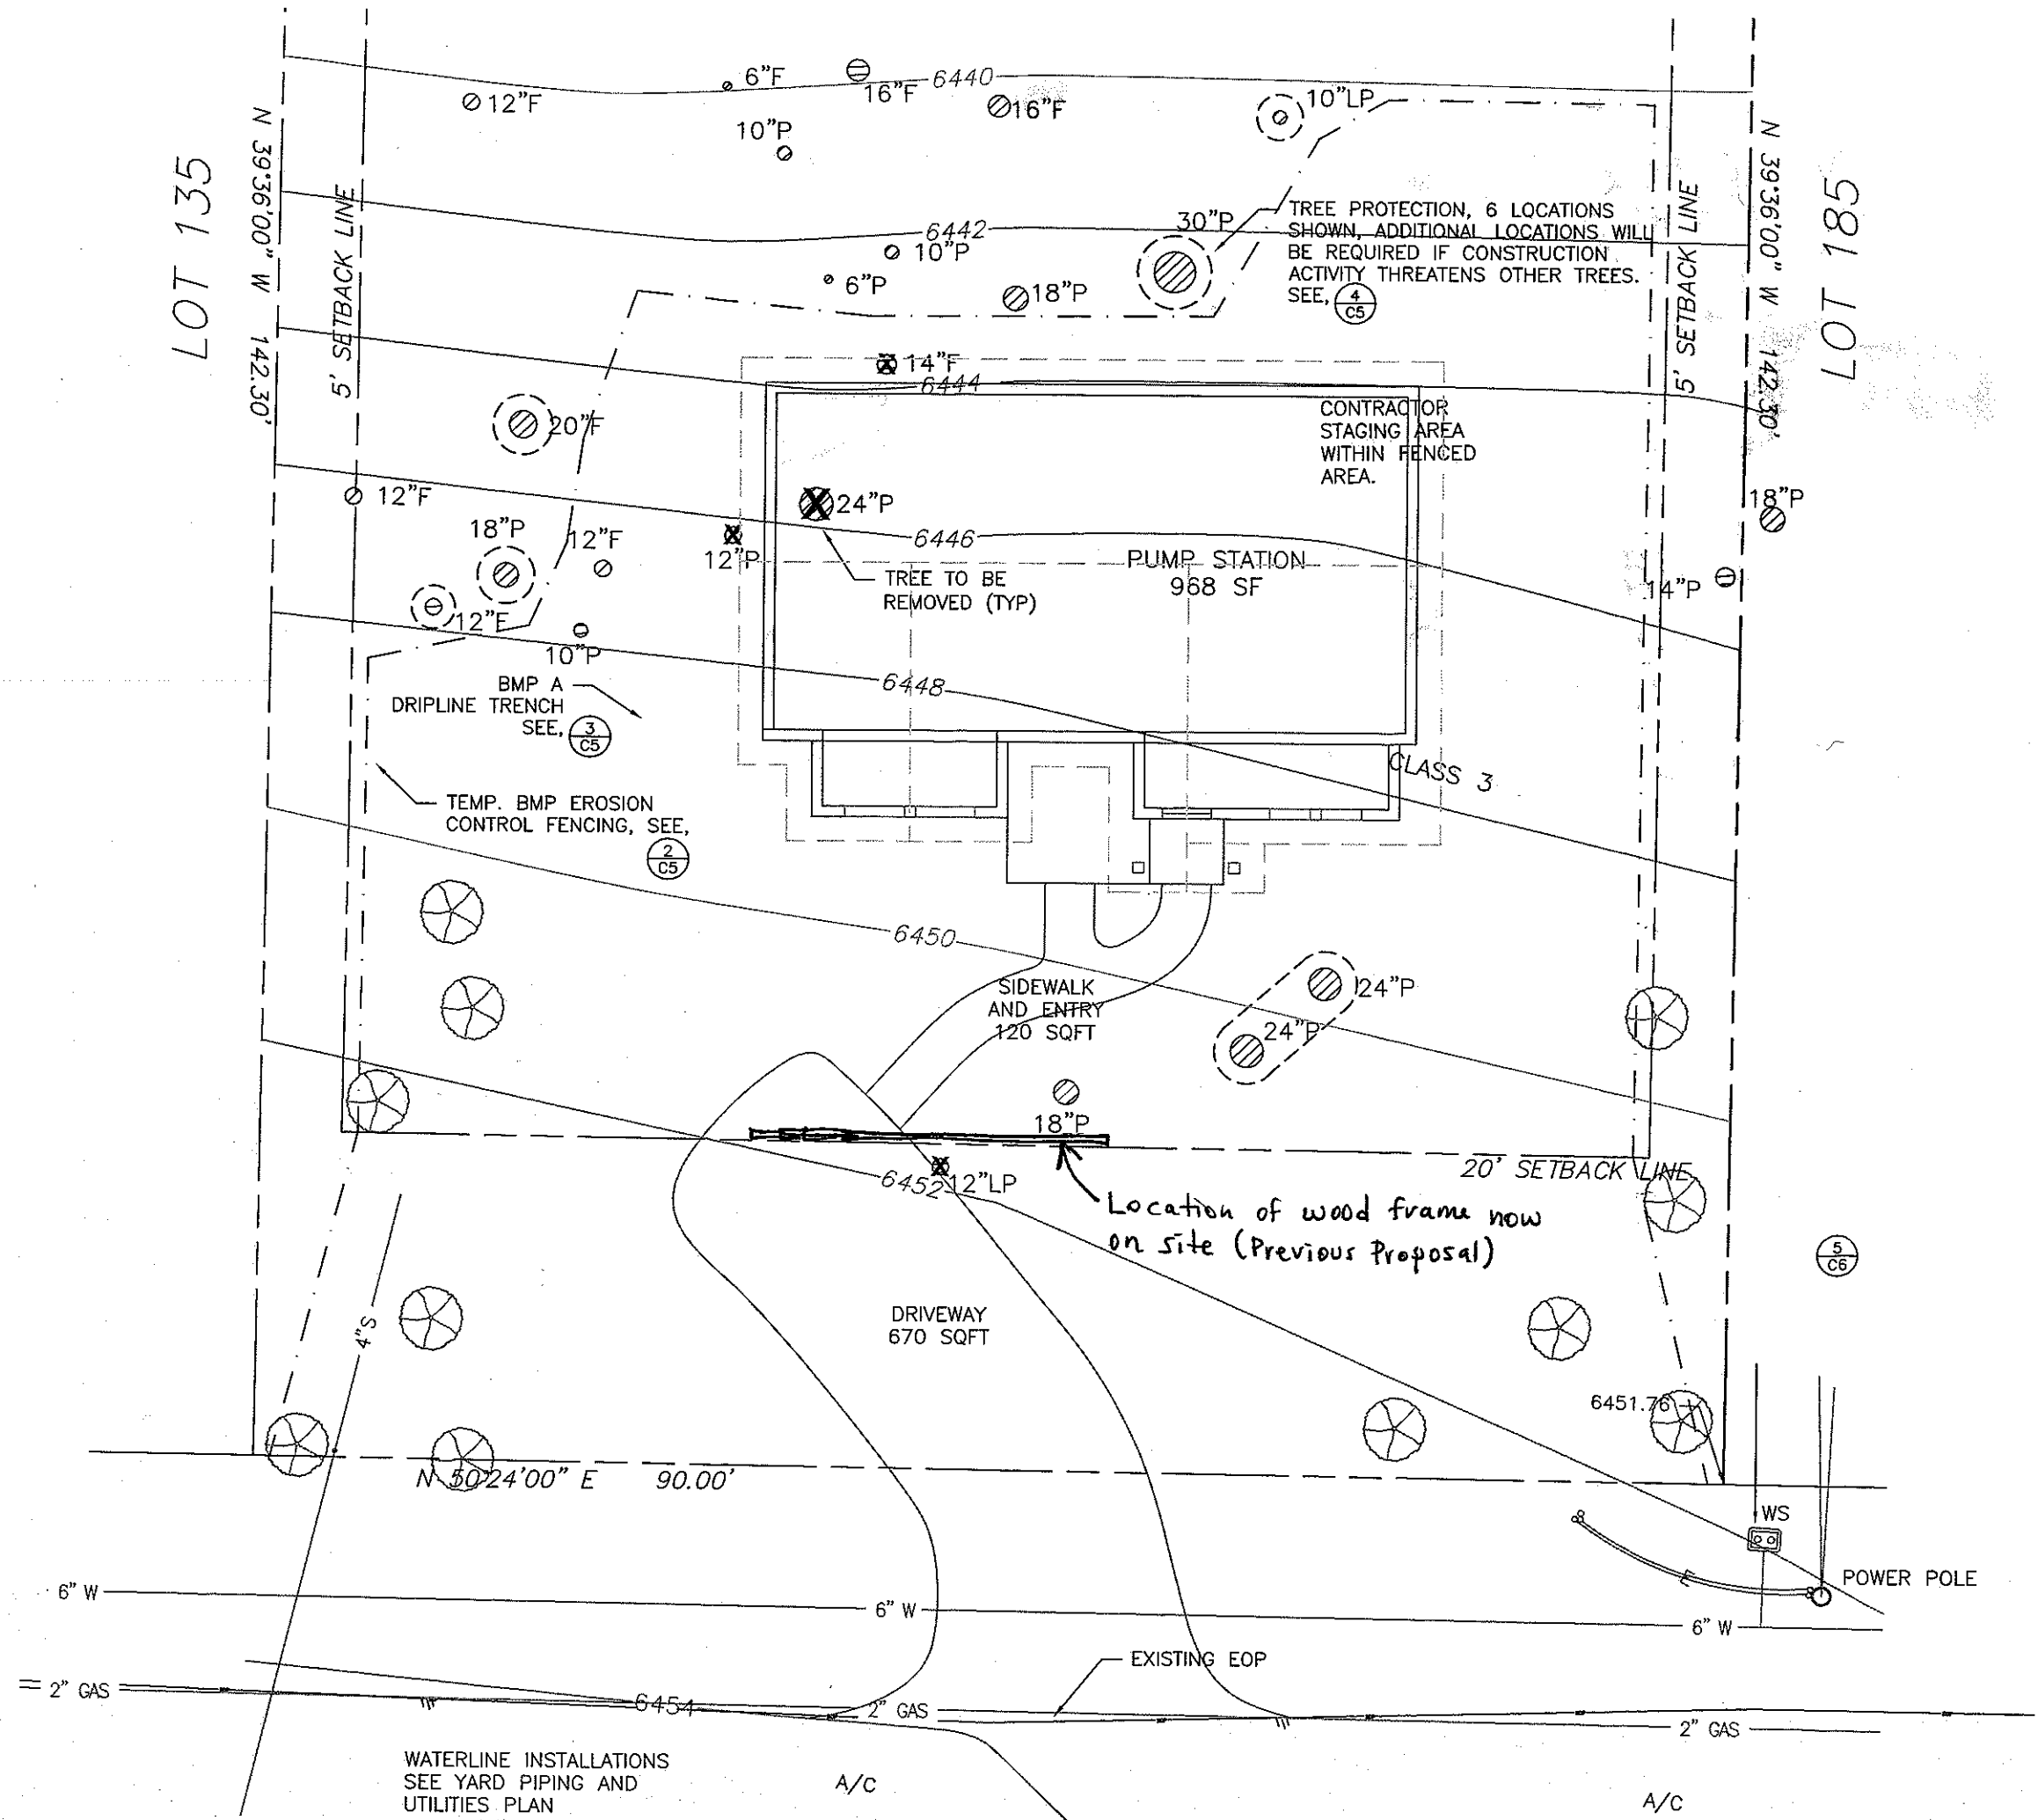 6"F
16"F
6440
12"F
16"F
10"LP
10"P
N 39°36'00" W 142.30'
LOT 135
5' SETBACK LINE
N 39°36'00" W 142.30'
LOT 185
5' SETBACK LINE
TREE PROTECTION, 6 LOCATIONS
SHOWN, ADDITIONAL LOCATIONS WILL
BE REQUIRED IF CONSTRUCTION
ACTIVITY THREATENS OTHER TREES.
SEE, 4
C5
30"P
6442
10"P
6"P
18"P
14"F
6444
CONTRACTOR
STAGING AREA
WITHIN FENCED
AREA.
20"F
12"F
24"P
18"P
18"P
12"F
12"P
6446
PUMP STATION
968 SF
TREE TO BE
REMOVED (TYP)
14"P
12"F
10"P
6448
BMP A
DRIPLINE TRENCH
SEE, 3
C5
CLASS 3
TEMP. BMP EROSION
CONTROL FENCING, SEE,
2
C5
6450
SIDEWALK
AND ENTRY
120 SQFT
24"P
24"P
18"P
20' SETBACK LINE
6452
12"LP
Location of wood frame now
on site (Previous Proposal)
5
C6
DRIVEWAY
670 SQFT
4"S
6451.76
N 50°24'00" E 90.00'
WS
E
POWER POLE
6" W
6" W
6" W
EXISTING EOP
2" GAS
6454
2" GAS
2" GAS
WATERLINE INSTALLATIONS
SEE YARD PIPING AND
UTILITIES PLAN
A/C
A/C